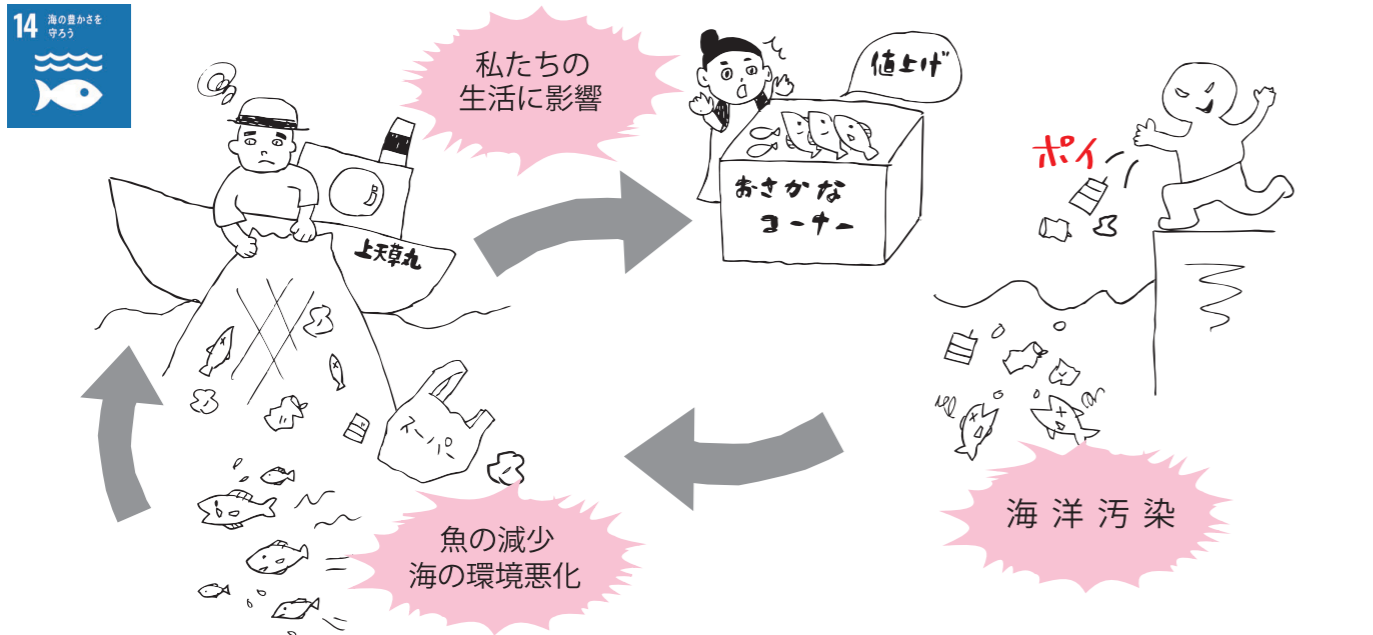 14 海の豊かさを
守ろう
私たちの
生活に影響
値上げ
おさかな
コーナー
ポイ
上天草丸
スーパー
魚の減少
海の環境悪化
海洋汚染